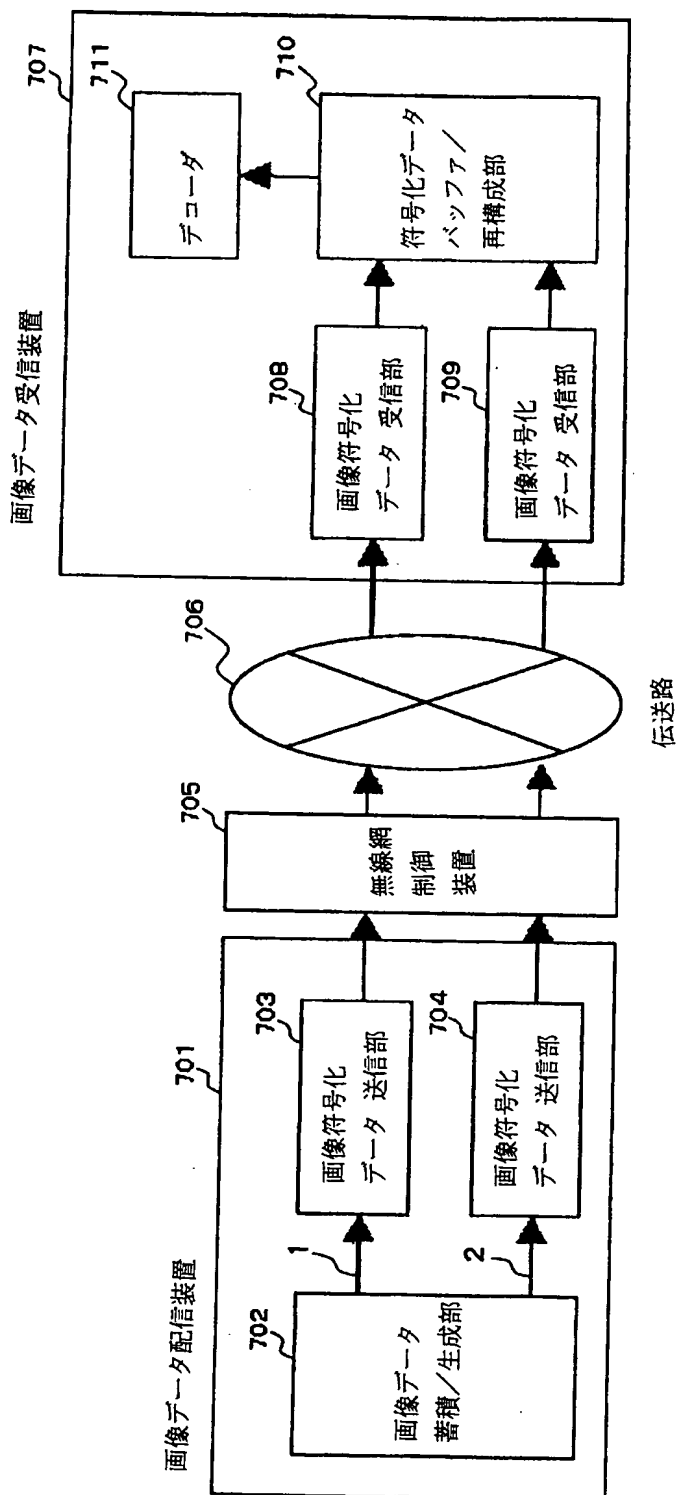 画像データ配信装置
701
702
画像データ
蓄積／生成部
1
2
703
画像符号化
データ 送信部
704
画像符号化
データ 送信部
705
無線網
制御
装置
706
伝送路
画像データ受信装置
707
708
画像符号化
データ 受信部
709
画像符号化
データ 受信部
710
符号化データ
バッファ／
再構成部
711
デコーダ